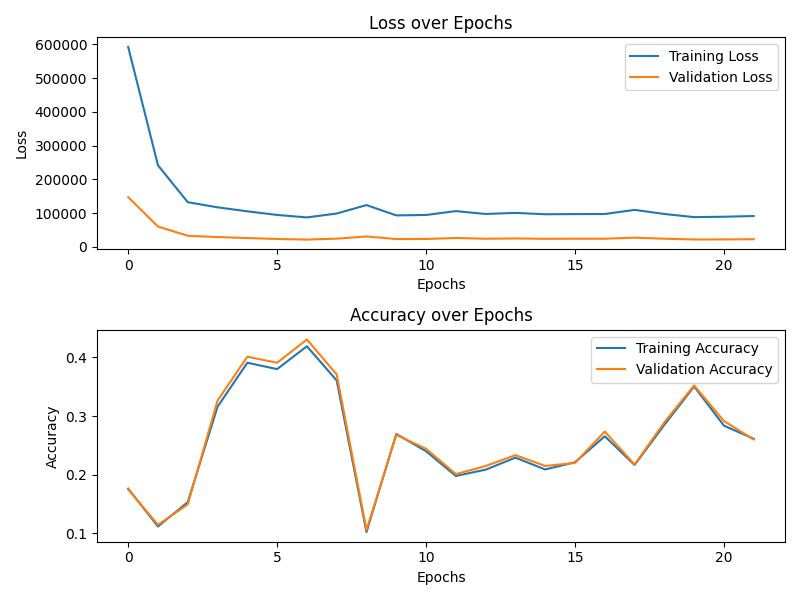 Loss over Epochs
600000
500000
400000
300000
200000
100000
0
Loss
Training Loss
Validation Loss
0 5 10 15 20
Epochs
Accuracy over Epochs
0.4
0.3
0.2
0.1
Accuracy
Training Accuracy
Validation Accuracy
0 5 10 15 20
Epochs